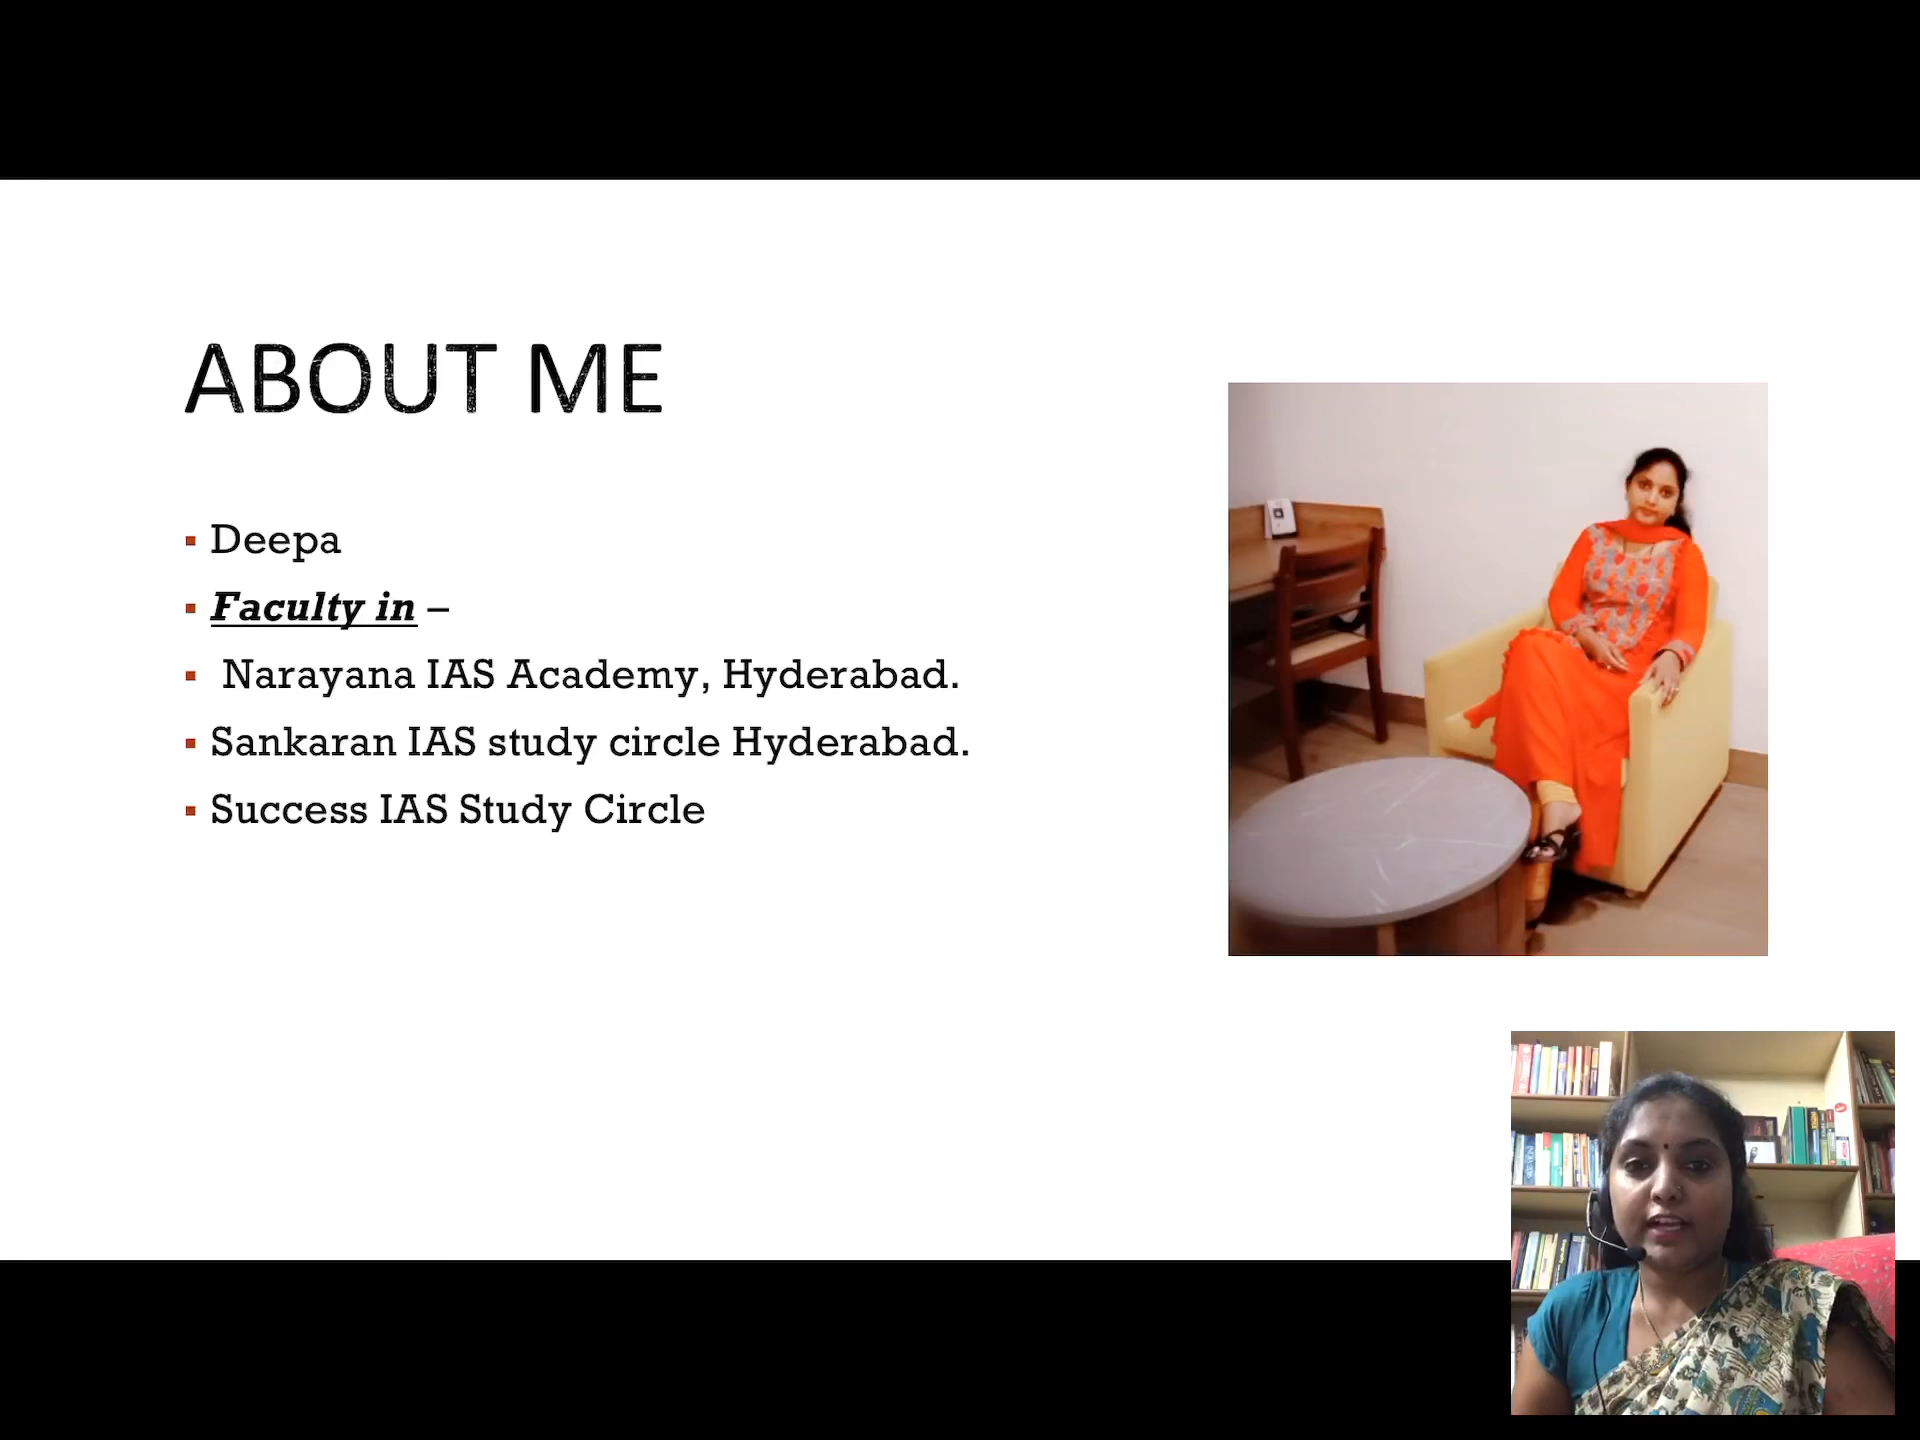 ABOUT ME
▪ Deepa
▪ Faculty in –
▪ Narayana IAS Academy, Hyderabad.
▪ Sankaran IAS study circle Hyderabad.
▪ Success IAS Study Circle